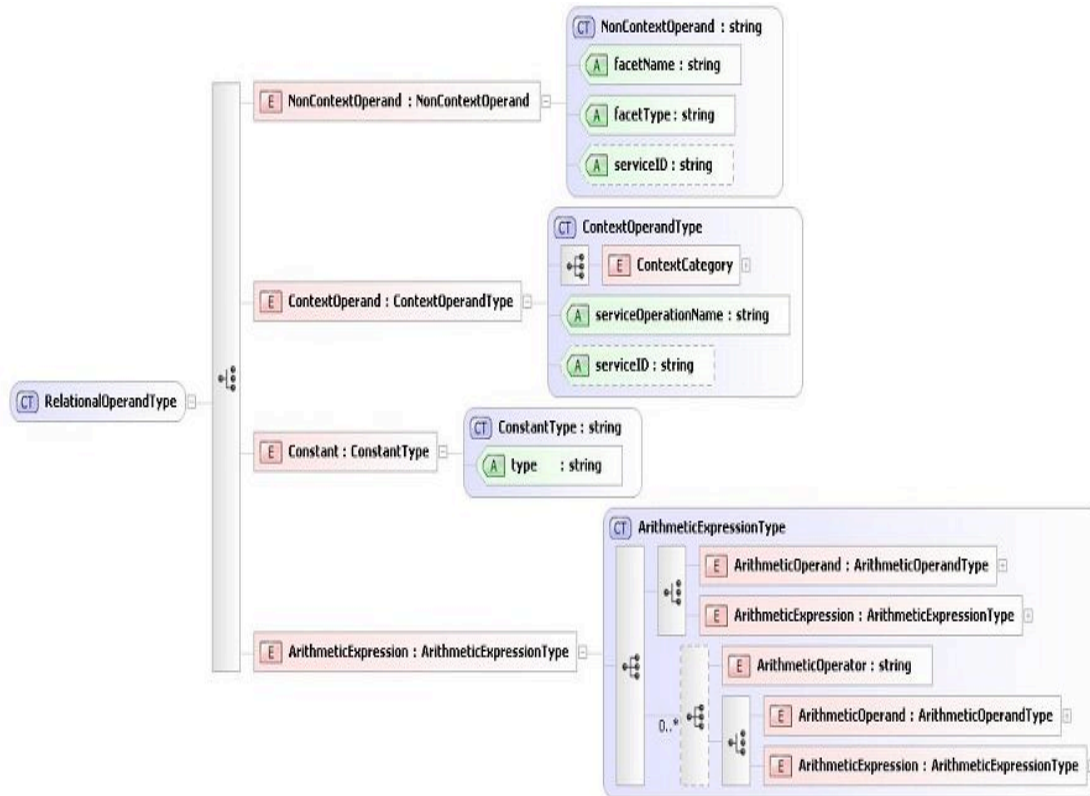 CT RelationalOperandType
E NonContextOperand : NonContextOperand
CT NonContextOperand : string
A facetName : string
A facetType : string
A serviceID : string
E ContextOperand : ContextOperandType
CT ContextOperandType
E ContextCategory
A serviceOperationName : string
A serviceID : string
E Constant : ConstantType
CT ConstantType : string
A type : string
E ArithmeticExpression : ArithmeticExpressionType
CT ArithmeticExpressionType
E ArithmeticOperand : ArithmeticOperandType
E ArithmeticExpression : ArithmeticExpressionType
0..*
E ArithmeticOperator : string
E ArithmeticOperand : ArithmeticOperandType
E ArithmeticExpression : ArithmeticExpressionType